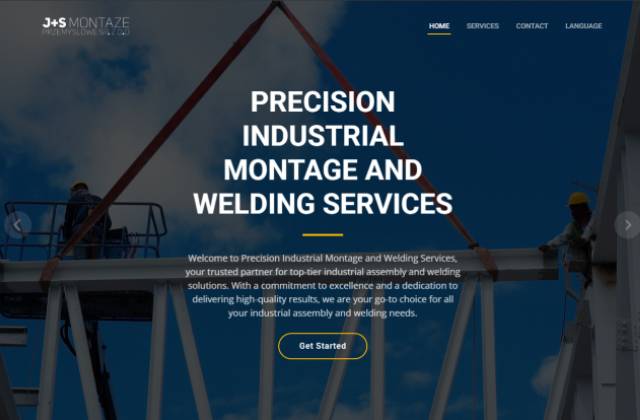 J+S MONTAZE
PRZEMYSLOWE
HOME
SERVICES
CONTACT
LANGUAGE
PRECISION
INDUSTRIAL
MONTAGE AND
WELDING SERVICES
Welcome to Precision Industrial Montage and Welding Services,
your trusted partner for top-tier industrial assembly and welding
solutions. With a commitment to excellence and a dedication to
delivering high-quality results, we are your go-to choice for all
your industrial assembly and welding needs.
Get Started